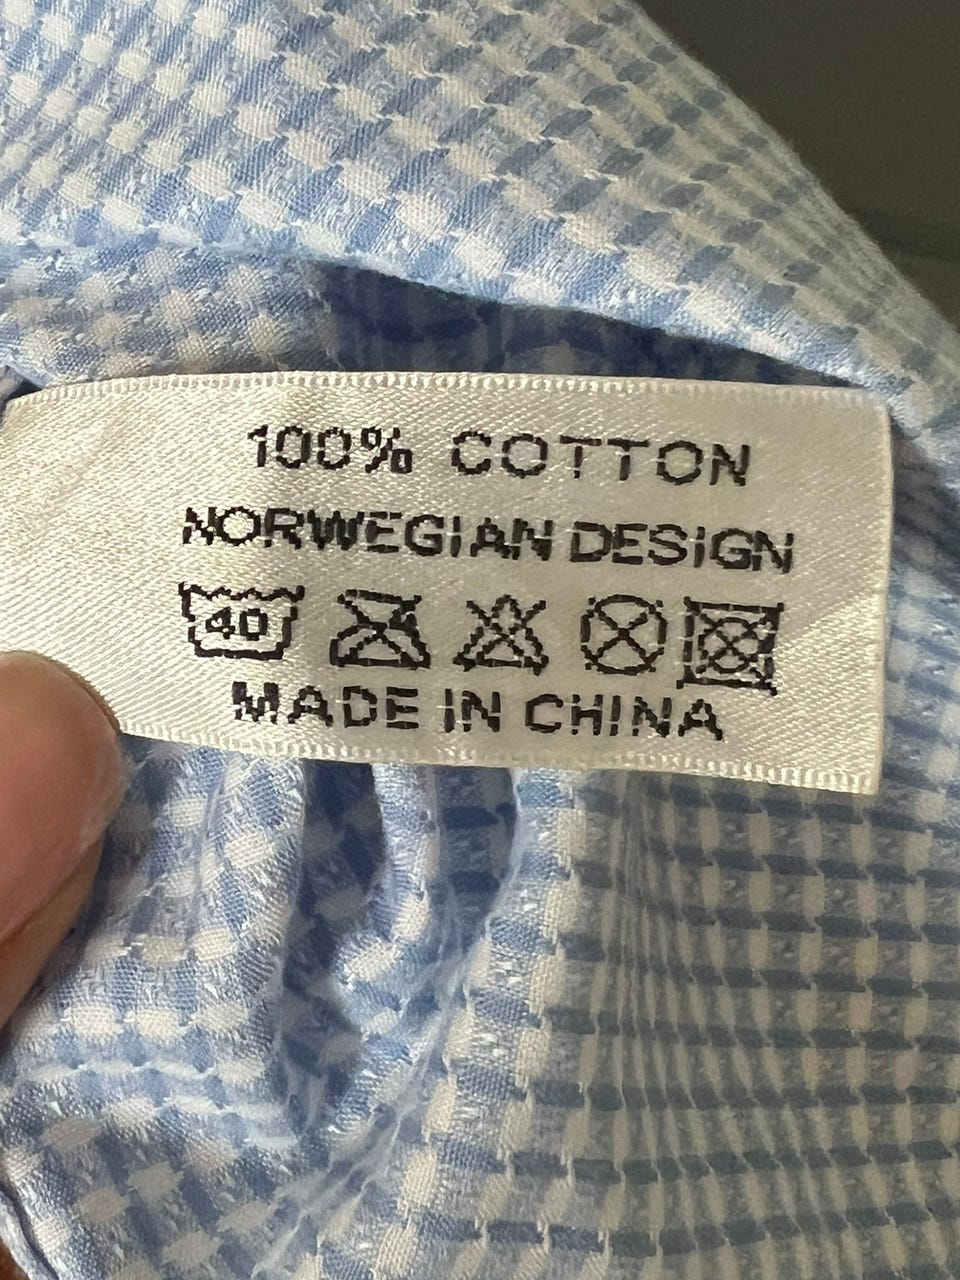 100% COTTON
NORWEGIAN DESIGN
40
MADE IN CHINA